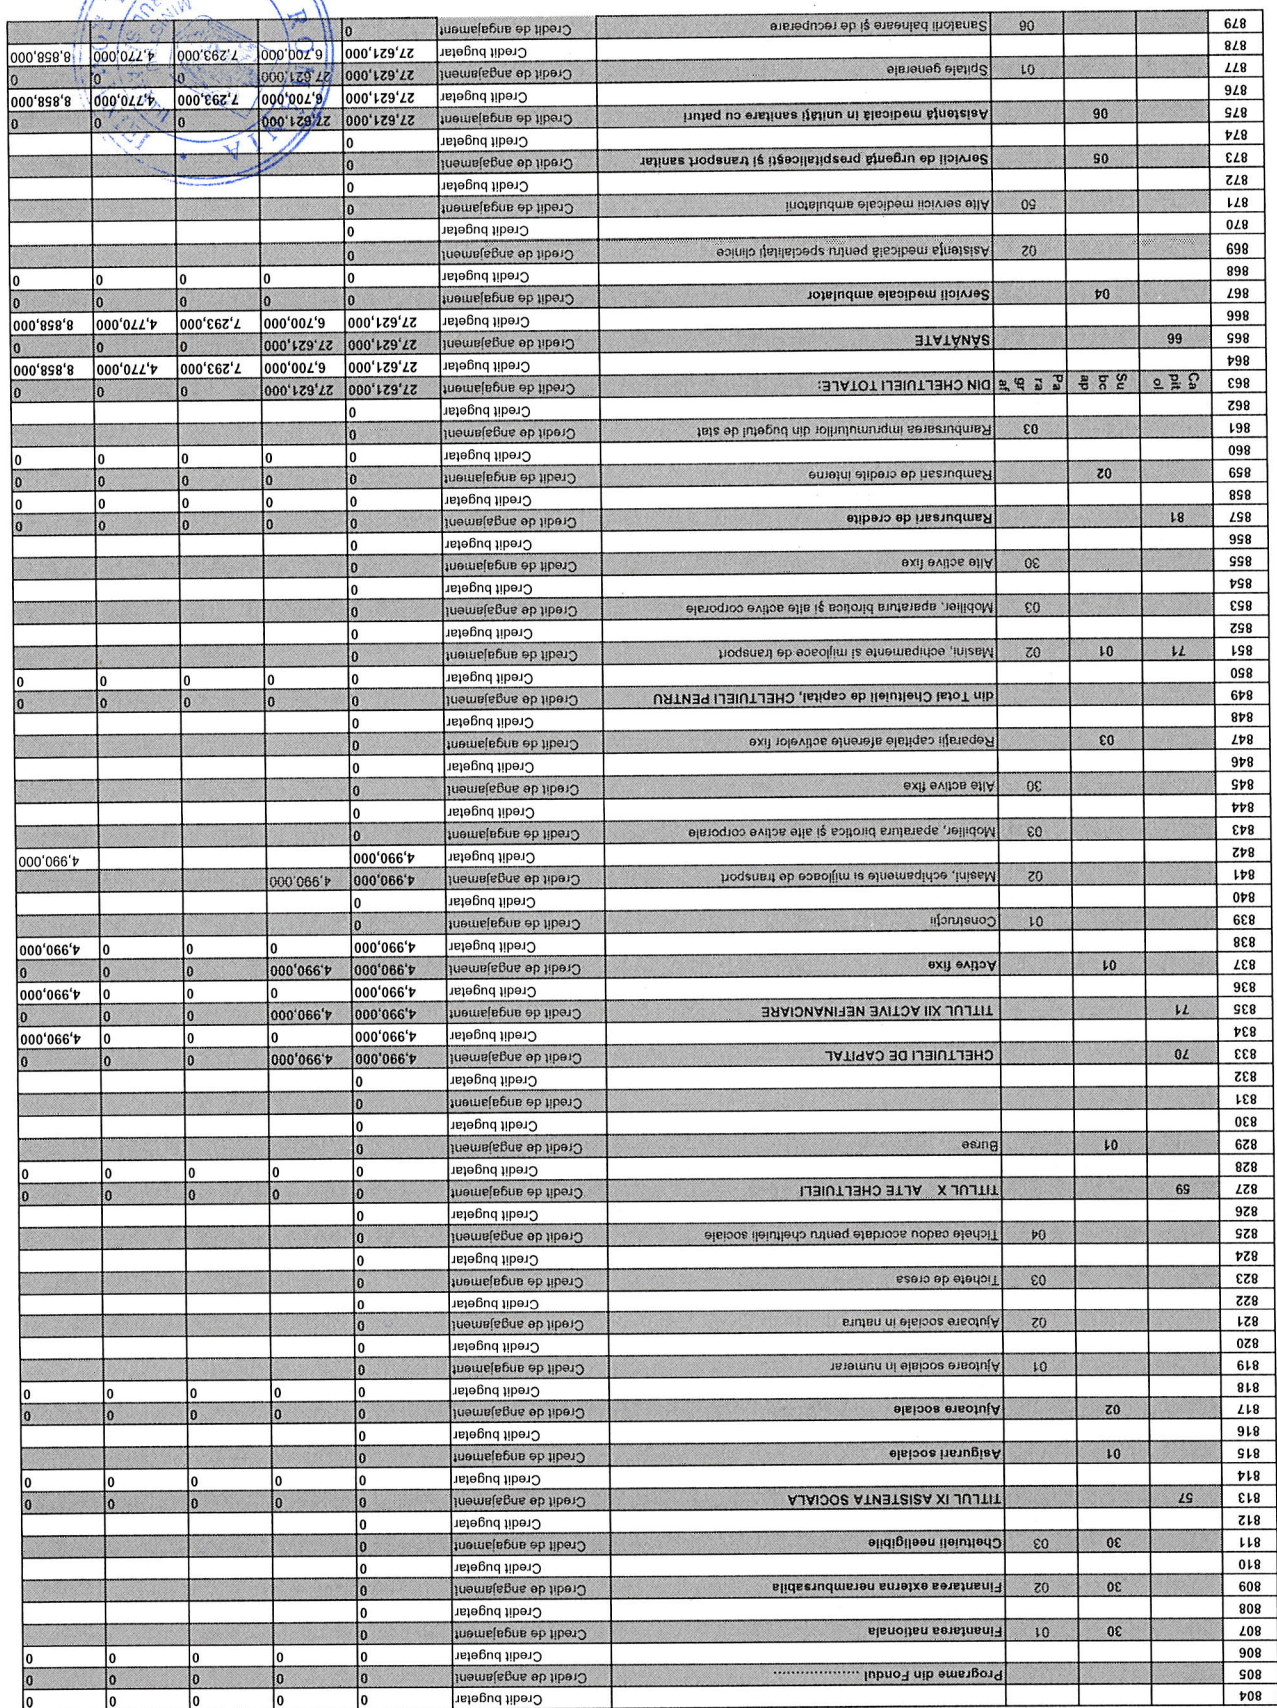 804 Credit bugetar 0 0 0 0 0
805 Programe din Fondul .................. Credit de angajament 0 0 0 0 0
806 Credit bugetar 0 0 0 0 0
807 30 01 Finantarea nationala Credit de angajament 0
808 Credit bugetar 0
809 30 02 Finantarea externa nerambursabila Credit de angajament 0
810 Credit bugetar 0
811 30 03 Cheltuieli neeligibile Credit de angajament 0
812 Credit bugetar 0
813 57 TITLUL IX ASISTENTA SOCIALA Credit de angajament 0 0 0 0 0
814 Credit bugetar 0 0 0 0 0
815 01 Asigurari sociale Credit de angajament 0
816 Credit bugetar 0
817 02 Ajutoare sociale Credit de angajament 0 0 0 0 0
818 Credit bugetar 0 0 0 0 0
819 01 Ajutoare sociale in numerar Credit de angajament 0
820 Credit bugetar 0
821 02 Ajutoare sociale in natura Credit de angajament 0
822 Credit bugetar 0
823 03 Tichete de cresa Credit de angajament 0
824 Credit bugetar 0
825 04 Tichete cadou acordate pentru cheltuieli sociale Credit de angajament 0
826 Credit bugetar 0
827 59 TITLUL X ALTE CHELTUIELI Credit de angajament 0 0 0 0 0
828 Credit bugetar 0 0 0 0 0
829 01 Burse Credit de angajament 0
830 Credit bugetar 0
831 Credit de angajament 0
832 Credit bugetar 0
833 70 CHELTUIELI DE CAPITAL Credit de angajament 4,990,000 4,990,000 0 0 0
834 Credit bugetar 4,990,000 0 0 0 4,990,000
835 71 TITLUL XII ACTIVE NEFINANCIARE Credit de angajament 4,990,000 4,990,000 0 0 0
836 Credit bugetar 4,990,000 0 0 0 4,990,000
837 01 Active fixe Credit de angajament 4,990,000 4,990,000 0 0 0
838 Credit bugetar 4,990,000 0 0 0 4,990,000
839 01 Construcţii Credit de angajament 0
840 Credit bugetar 0
841 02 Masini, echipamente si mijloace de transport Credit de angajament 4,990,000 4,990,000
842 Credit bugetar 4,990,000 4,990,000
843 03 Mobilier, aparatura birotica şi alte active corporale Credit de angajament 0
844 Credit bugetar 0
845 30 Alte active fixe Credit de angajament 0
846 Credit bugetar 0
847 03 Reparaţii capitale aferente activelor fixe Credit de angajament 0
848 Credit bugetar 0
849 din Total Cheltuieli de capital, CHELTUIELI PENTRU Credit de angajament 0 0 0 0 0
850 Credit bugetar 0 0 0 0 0
851 71 01 02 Masini, echipamente si mijloace de transport Credit de angajament 0
852 Credit bugetar 0
853 03 Mobilier, aparatura birotica şi alte active corporale Credit de angajament 0
854 Credit bugetar 0
855 30 Alte active fixe Credit de angajament 0
856 Credit bugetar 0
857 81 Rambursari de credite Credit de angajament 0 0 0 0 0
858 Credit bugetar 0 0 0 0 0
859 02 Rambursari de credite interne Credit de angajament 0 0 0 0 0
860 Credit bugetar 0 0 0 0 0
861 03 Rambursarea imprumuturilor din bugetul de stat Credit de angajament 0
862 Credit bugetar 0
863 Ca pit ol Su bc ap Pa ra gr af DIN CHELTUIELI TOTALE: Credit de angajament 27,621,000 27,621,000 0 0 0
864 Credit bugetar 27,621,000 6,700,000 7,293,000 4,770,000 8,858,000
865 66 SĂNĂTATE Credit de angajament 27,621,000 27,621,000 0 0 0
866 Credit bugetar 27,621,000 6,700,000 7,293,000 4,770,000 8,858,000
867 04 Servicii medicale ambulator Credit de angajament 0 0 0 0 0
868 Credit bugetar 0 0 0 0 0
869 02 Asistenţa medicală pentru specialitaţi clinice Credit de angajament 0
870 Credit bugetar 0
871 50 Alte servicii medicale ambulatorii Credit de angajament 0
872 Credit bugetar 0
873 05 Servicii de urgenţă prespitaliceşti şi transport sanitar Credit de angajament 0
874 Credit bugetar 0
875 06 Asistenţa medicală in unitaţi sanitare cu paturi Credit de angajament 27,621,000 27,621,000 0 0 0
876 Credit bugetar 27,621,000 6,700,000 7,293,000 4,770,000 8,858,000
877 01 Spitale generale Credit de angajament 27,621,000 27,621,000 0 0 0
878 Credit bugetar 27,621,000 6,700,000 7,293,000 4,770,000 8,858,000
879 06 Sanatorii balneare şi de recuperare Credit de angajament 0
ROMANIA